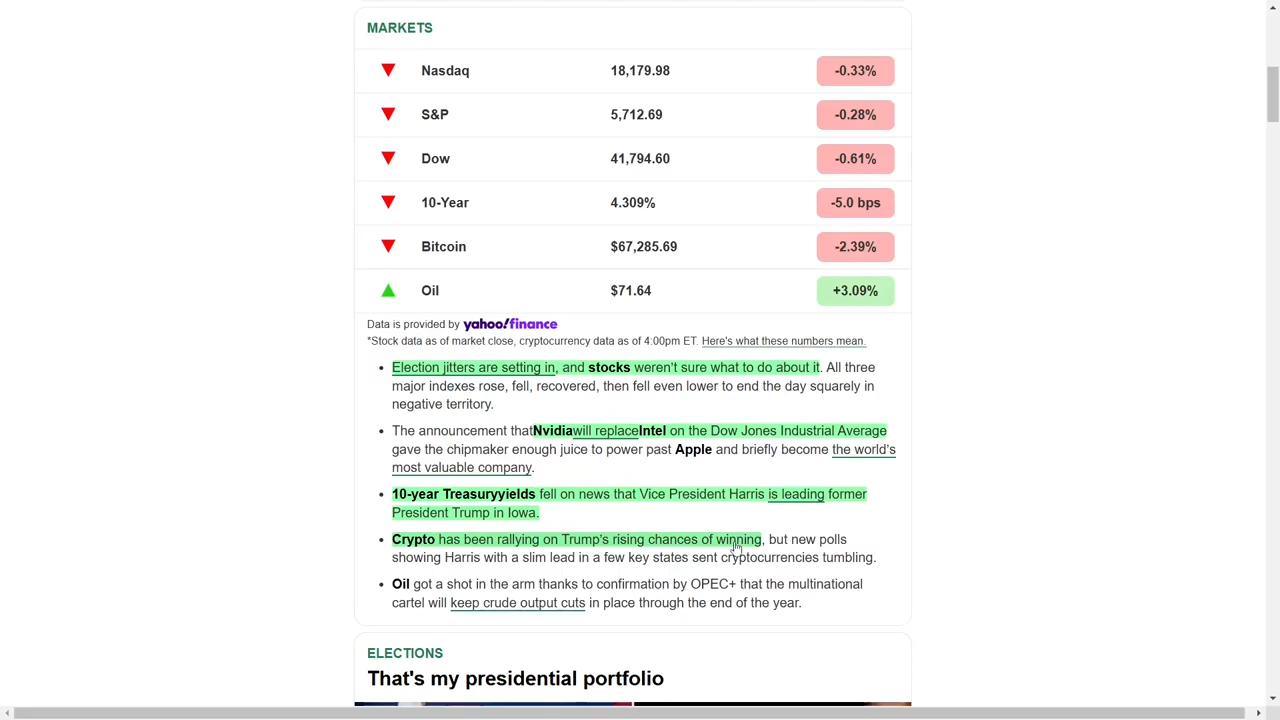 MARKETS
Nasdaq 18,179.98 -0.33%
S&P 5,712.69 -0.28%
Dow 41,794.60 -0.61%
10-Year 4.309% -5.0 bps
Bitcoin $67,285.69 -2.39%
Oil $71.64 +3.09%
Data is provided by yahoo!finance
*Stock data as of market close, cryptocurrency data as of 4:00pm ET. Here's what these numbers mean.
• Election jitters are setting in, and stocks weren't sure what to do about it. All three
major indexes rose, fell, recovered, then fell even lower to end the day squarely in
negative territory.
• The announcement thatNvidiawill replaceIntel on the Dow Jones Industrial Average
gave the chipmaker enough juice to power past Apple and briefly become the world's
most valuable company.
• 10-year Treasuryyields fell on news that Vice President Harris is leading former
President Trump in Iowa.
• Crypto has been rallying on Trump's rising chances of winning, but new polls
showing Harris with a slim lead in a few key states sent cryptocurrencies tumbling.
• Oil got a shot in the arm thanks to confirmation by OPEC+ that the multinational
cartel will keep crude output cuts in place through the end of the year.
ELECTIONS
That's my presidential portfolio